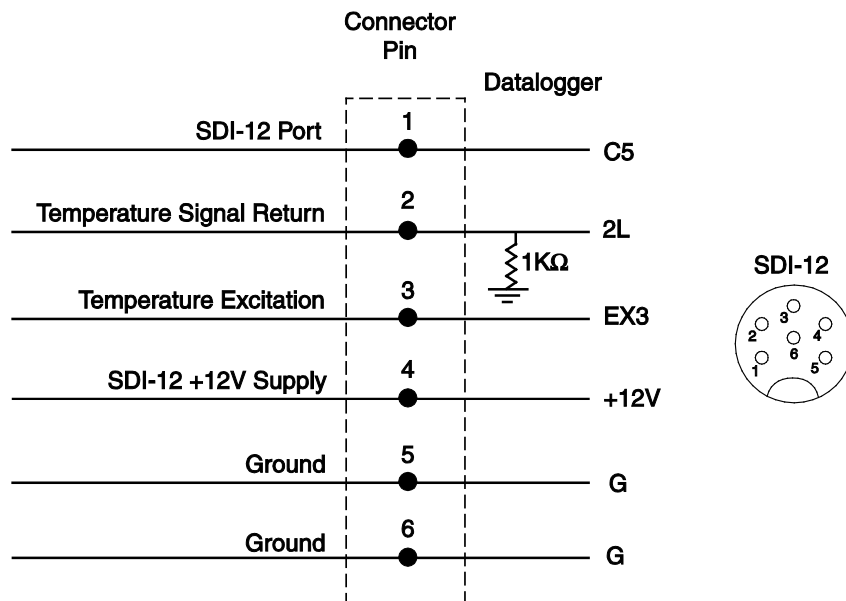 Connector
Pin
Datalogger
SDI-12 Port
1
C5
Temperature Signal Return
2
2L
1KΩ
Temperature Excitation
3
EX3
SDI-12 +12V Supply
4
+12V
Ground
5
G
Ground
6
G
SDI-12
3
2
4
6
1
5